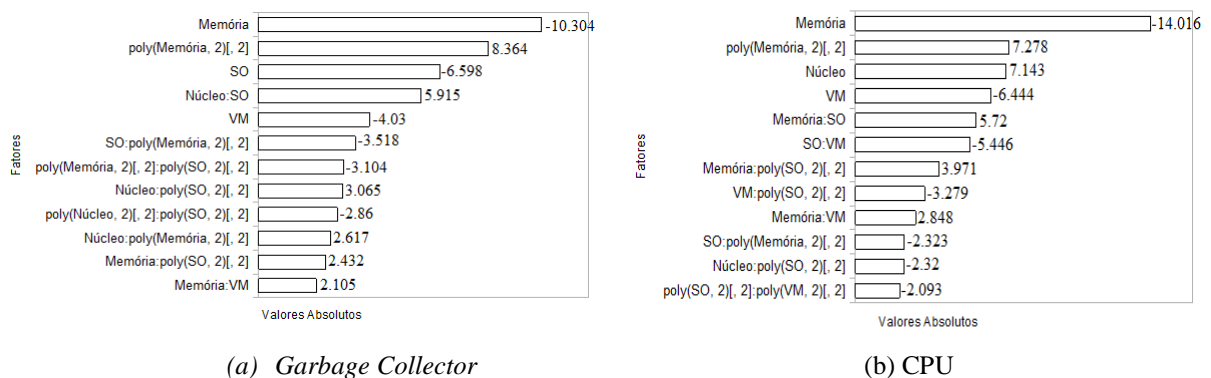 Memória -10.304
poly(Memória, 2)[, 2] 8.364
SO -6.598
Núcleo:SO 5.915
VM -4.03
SO:poly(Memória, 2)[, 2] -3.518
poly(Memória, 2)[, 2]:poly(SO, 2)[, 2] -3.104
Núcleo:poly(SO, 2)[, 2] 3.065
poly(Núcleo, 2)[, 2]:poly(SO, 2)[, 2] -2.86
Núcleo:poly(Memória, 2)[, 2] 2.617
Memória:poly(SO, 2)[, 2] 2.432
Memória:VM 2.105
Fatores
Valores Absolutos
(a) Garbage Collector
Memória -14.016
poly(Memória, 2)[, 2] 7.278
Núcleo 7.143
VM -6.444
Memória:SO 5.72
SO:VM -5.446
Memória:poly(SO, 2)[, 2] 3.971
VM:poly(SO, 2)[, 2] -3.279
Memória:VM 2.848
SO:poly(Memória, 2)[, 2] -2.323
Núcleo:poly(SO, 2)[, 2] -2.32
poly(SO, 2)[, 2]:poly(VM, 2)[, 2] -2.093
Fatores
Valores Absolutos
(b) CPU